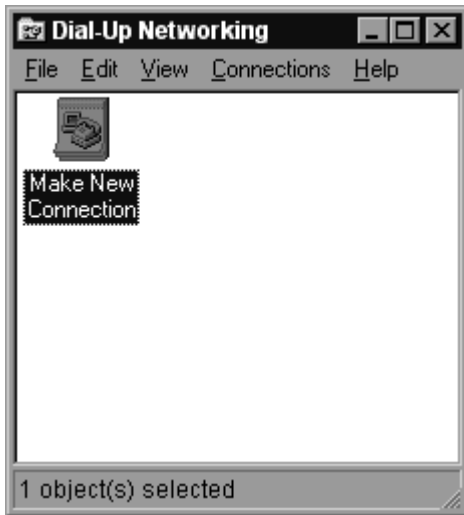 Dial-Up Networking
File Edit View Connections Help
Make New
Connection
1 object(s) selected